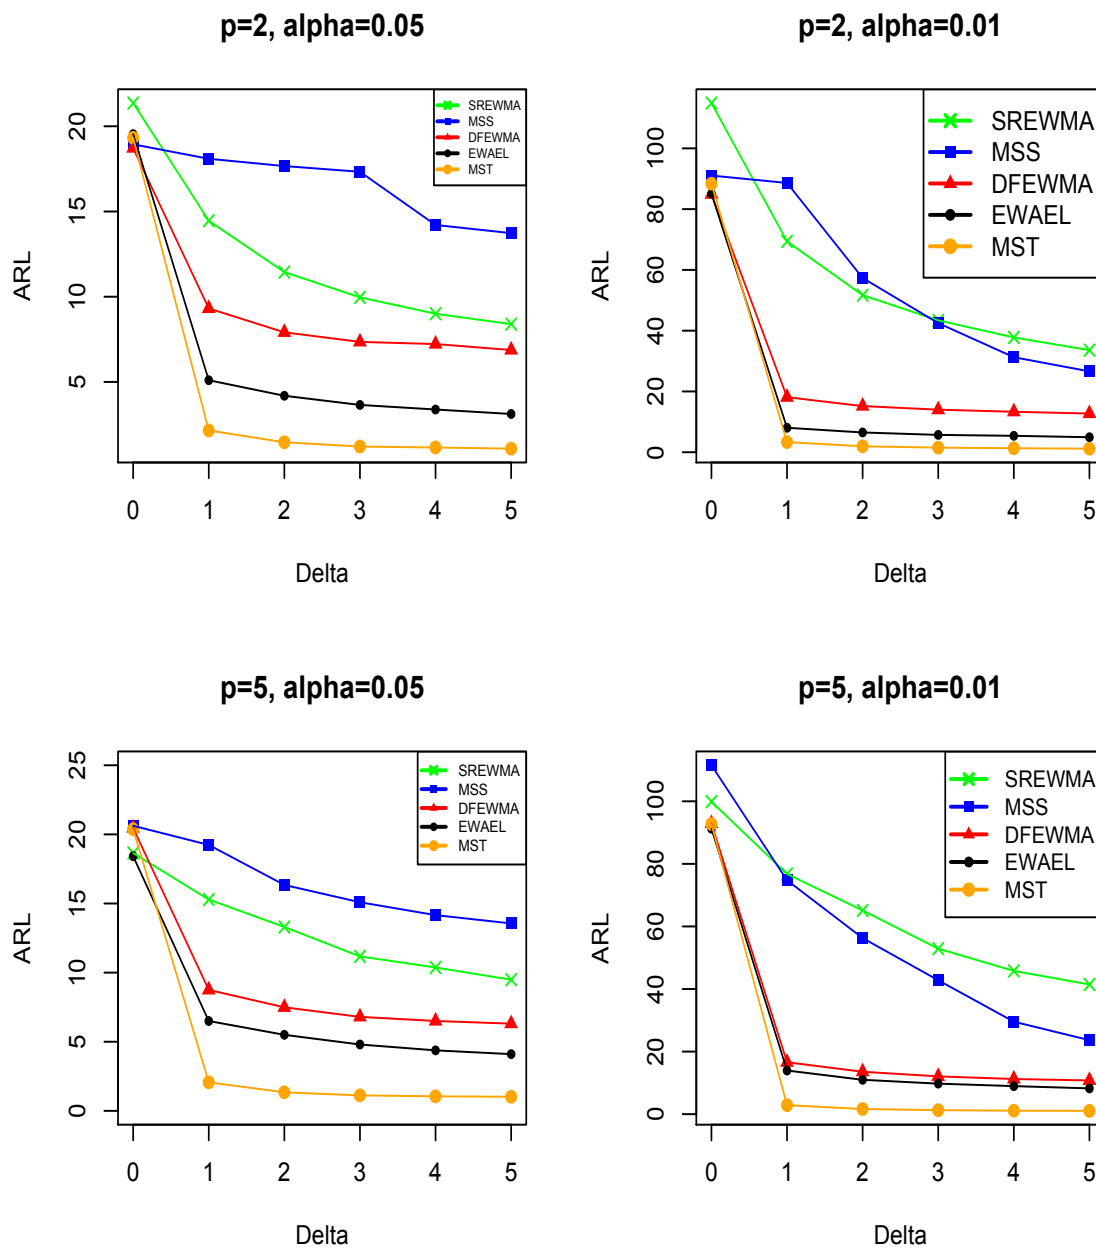 p=2, alpha=0.05
ARL
20
15
10
5
0 1 2 3 4 5
Delta
SREWMA
MSS
DFEWMA
EWAEL
MST
p=2, alpha=0.01
ARL
100
80
60
40
20
0
0 1 2 3 4 5
Delta
SREWMA
MSS
DFEWMA
EWAEL
MST
p=5, alpha=0.05
ARL
25
20
15
10
5
0
0 1 2 3 4 5
Delta
SREWMA
MSS
DFEWMA
EWAEL
MST
p=5, alpha=0.01
ARL
100
80
60
40
20
0
0 1 2 3 4 5
Delta
SREWMA
MSS
DFEWMA
EWAEL
MST